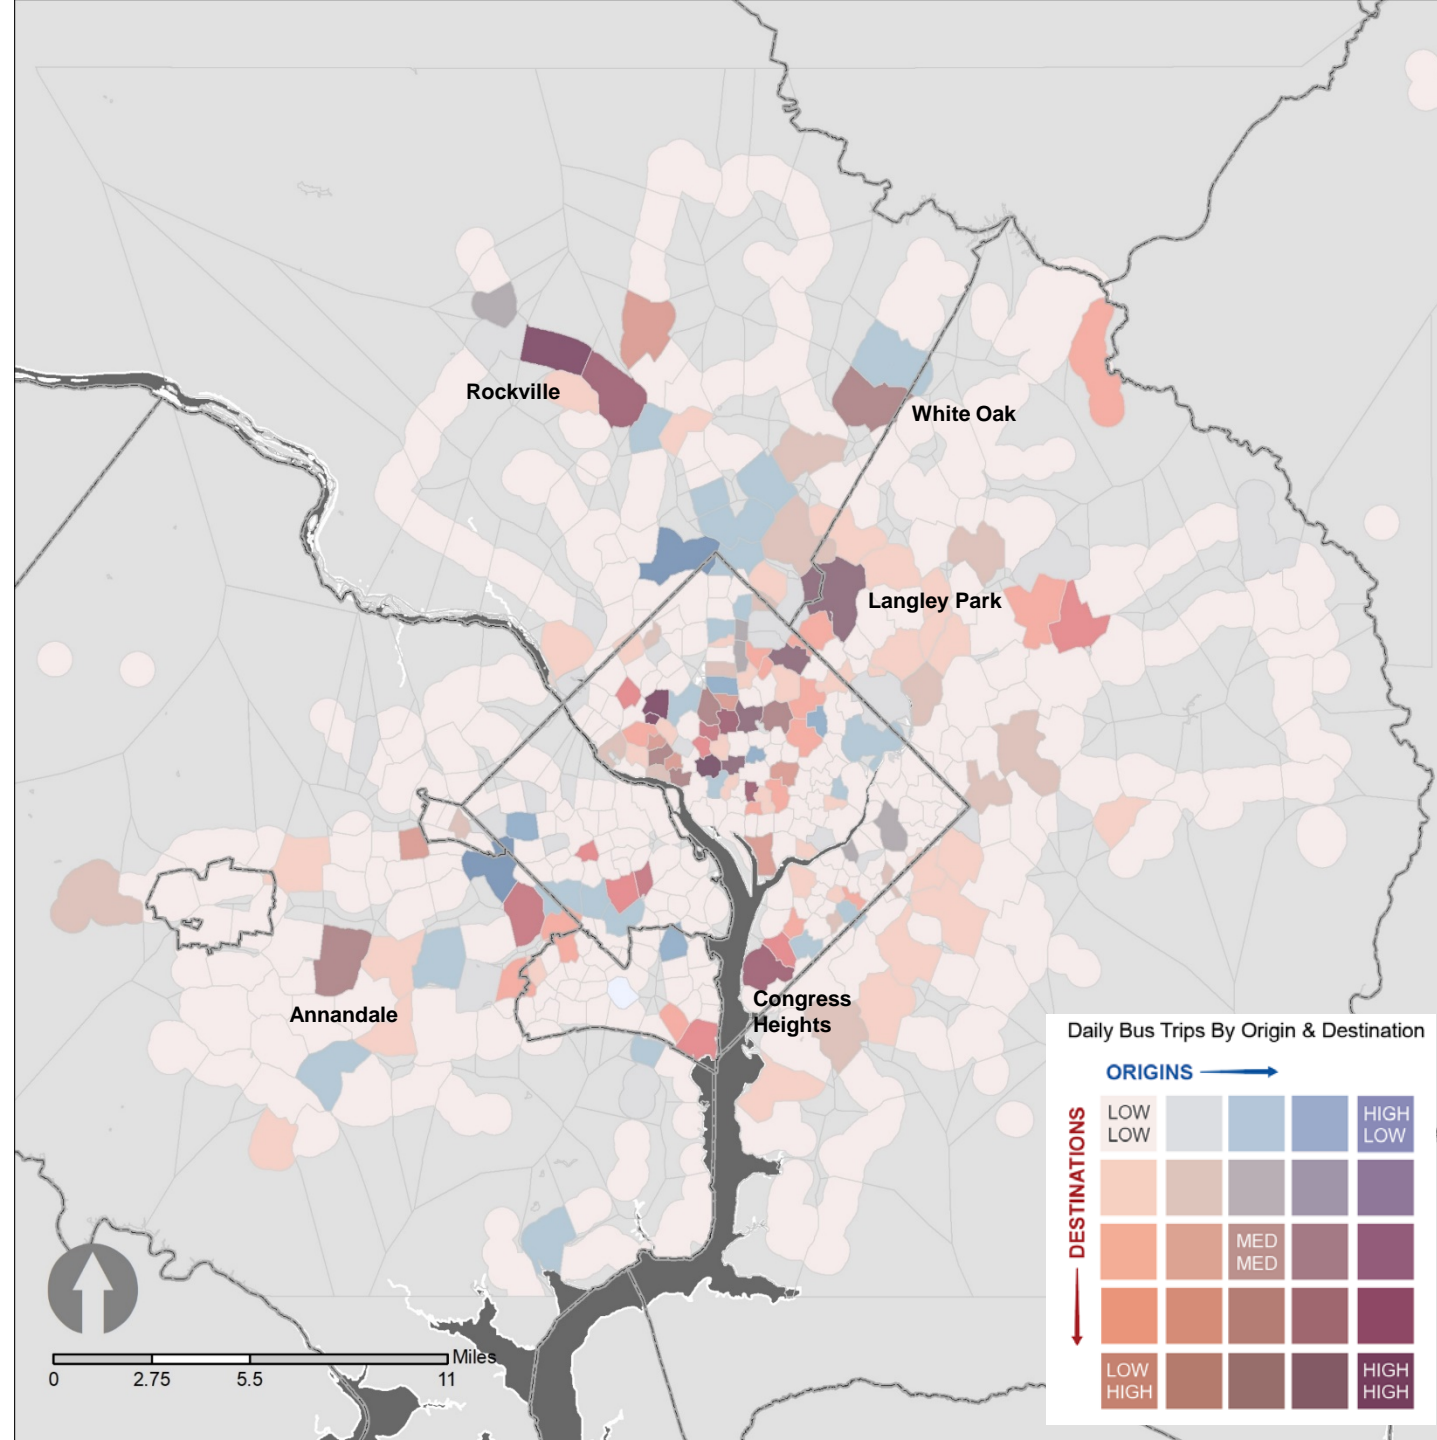 Rockville
White Oak
Langley Park
Annandale
Congress
Heights
Daily Bus Trips By Origin & Destination
ORIGINS
DESTINATIONS
LOW
LOW
HIGH
LOW
MED
MED
LOW
HIGH
HIGH
HIGH
Miles
0 2.75 5.5 11